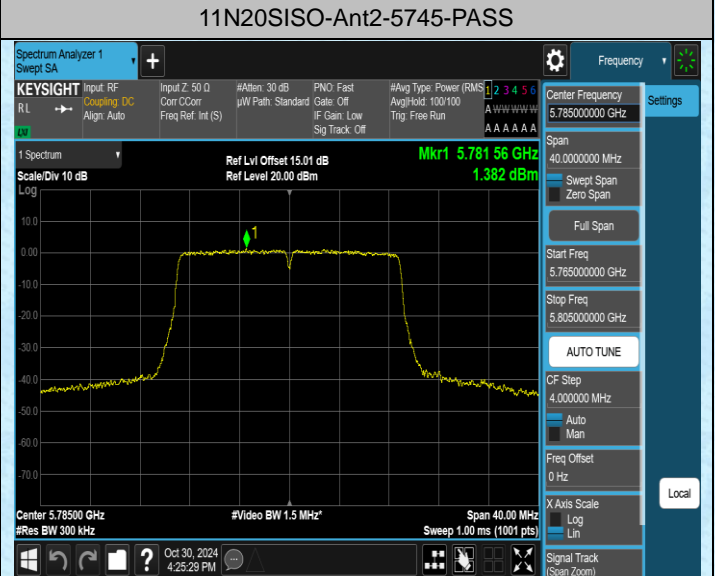 11N20SISO-Ant2-5745-PASS
Spectrum Analyzer 1
Swept SA
+
Frequency
KEYSIGHT
RL
LXI
Input: RF
Coupling: DC
Align: Auto
Input Z: 50 Ω
Corr CCorr
Freq Ref: Int (S)
#Atten: 30 dB
µW Path: Standard
PNO: Fast
Gate: Off
IF Gain: Low
Sig Track: Off
#Avg Type: Power (RMS
Avg|Hold: 100/100
Trig: Free Run
1 2 3 4 5 6
A W W W W W
A A A A A A
1 Spectrum
Scale/Div 10 dB
Ref Lvl Offset 15.01 dB
Ref Level 20.00 dBm
Mkr1 5.781 56 GHz
1.382 dBm
Log
10.0
0.00
-10.0
-20.0
-30.0
-40.0
-50.0
-60.0
-70.0
1
Center 5.78500 GHz
#Res BW 300 kHz
#Video BW 1.5 MHz*
Span 40.00 MHz
Sweep 1.00 ms (1001 pts)
Center Frequency
5.785000000 GHz
Settings
Span
40.0000000 MHz
Swept Span
Zero Span
Full Span
Start Freq
5.765000000 GHz
Stop Freq
5.805000000 GHz
AUTO TUNE
CF Step
4.000000 MHz
Auto
Man
Freq Offset
0 Hz
X Axis Scale
Log
Lin
Local
Signal Track
(Span Zoom)
?
Oct 30, 2024
4:25:29 PM